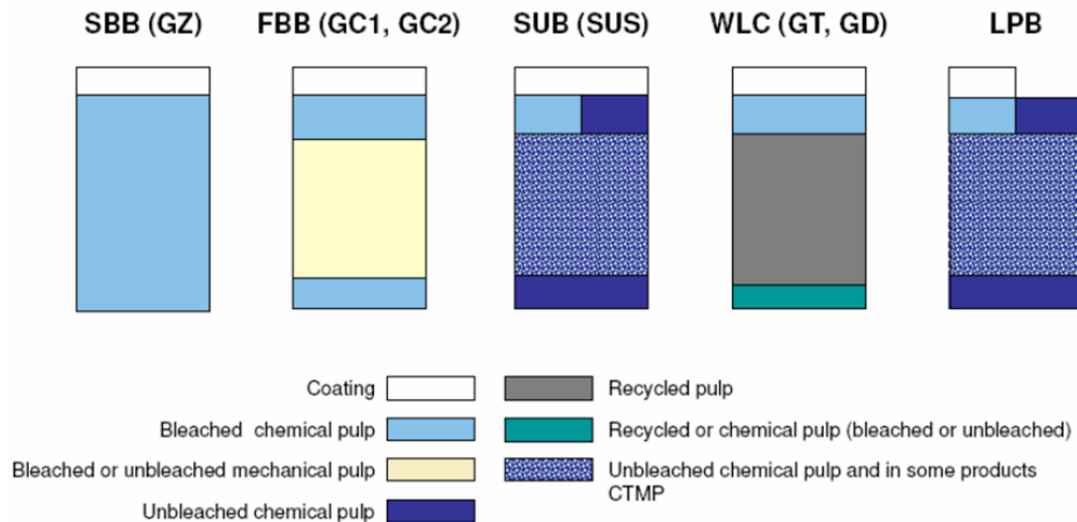 SBB (GZ)
FBB (GC1, GC2)
SUB (SUS)
WLC (GT, GD)
LPB
Coating
Bleached chemical pulp
Bleached or unbleached mechanical pulp
Unbleached chemical pulp
Recycled pulp
Recycled or chemical pulp (bleached or unbleached)
Unbleached chemical pulp and in some products
CTMP